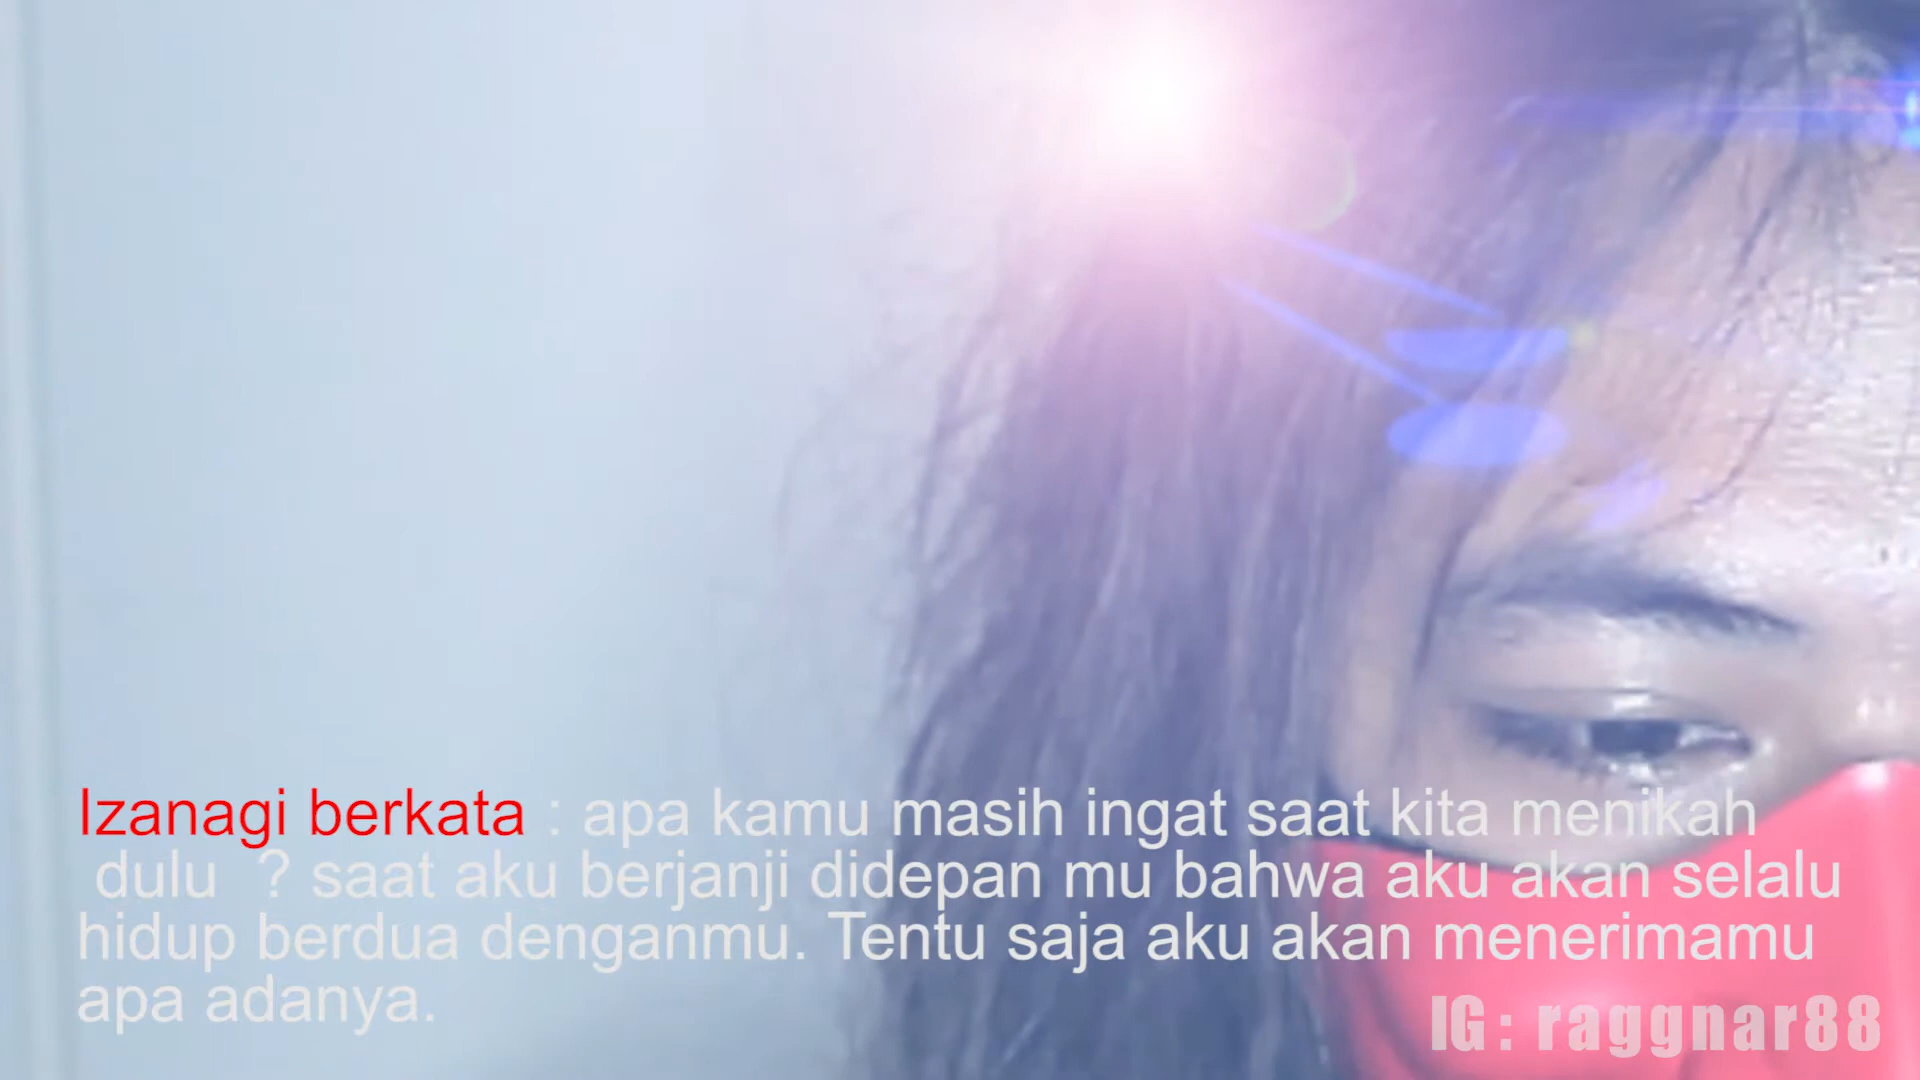 Izanagi berkata : apa kamu masih ingat saat kita menikah
dulu ? saat aku berjanji didepan mu bahwa aku akan selalu
hidup berdua denganmu. Tentu saja aku akan menerimamu
apa adanya.
IG : raggnar88